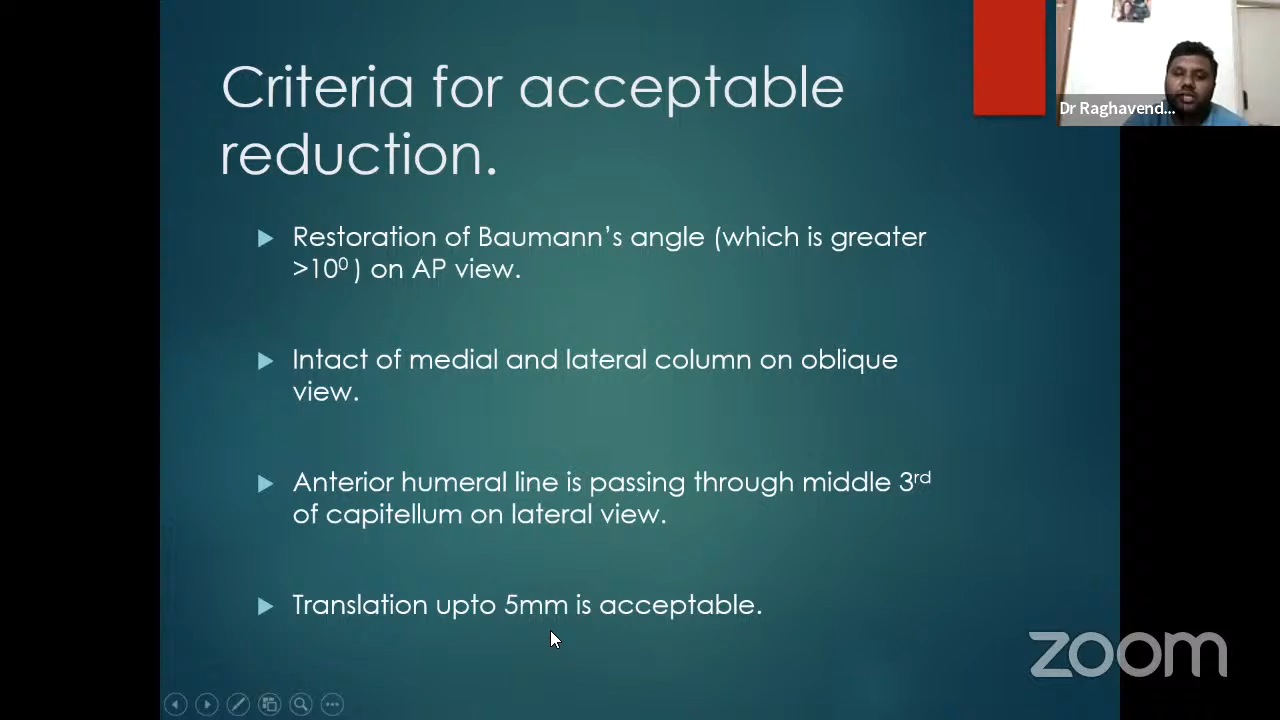 Criteria for acceptable
reduction.
Restoration of Baumann’s angle (which is greater
>10⁰ ) on AP view.
Intact of medial and lateral column on oblique
view.
Anterior humeral line is passing through middle 3rd
of capitellum on lateral view.
Translation upto 5mm is acceptable.
Dr Raghavend...
zoom